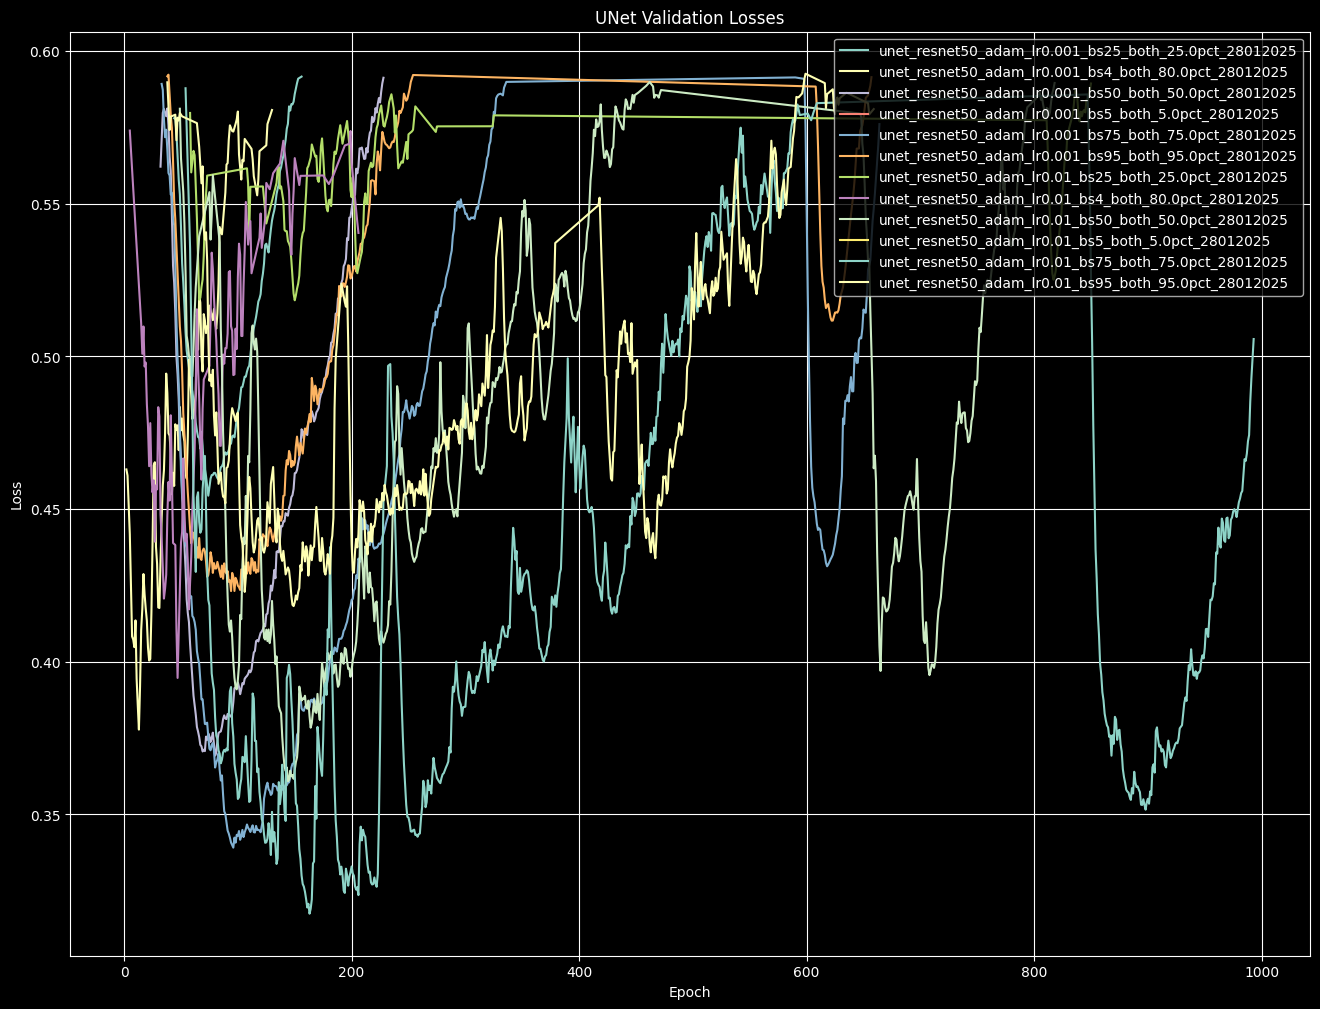 UNet Validation Losses
0.60
0.55
0.50
0.45
0.40
0.35
Loss
unet_resnet50_adam_lr0.001_bs25_both_25.0pct_28012025
unet_resnet50_adam_lr0.001_bs4_both_80.0pct_28012025
unet_resnet50_adam_lr0.001_bs50_both_50.0pct_28012025
unet_resnet50_adam_lr0.001_bs5_both_5.0pct_28012025
unet_resnet50_adam_lr0.001_bs75_both_75.0pct_28012025
unet_resnet50_adam_lr0.001_bs95_both_95.0pct_28012025
unet_resnet50_adam_lr0.01_bs25_both_25.0pct_28012025
unet_resnet50_adam_lr0.01_bs4_both_80.0pct_28012025
unet_resnet50_adam_lr0.01_bs50_both_50.0pct_28012025
unet_resnet50_adam_lr0.01_bs5_both_5.0pct_28012025
unet_resnet50_adam_lr0.01_bs75_both_75.0pct_28012025
unet_resnet50_adam_lr0.01_bs95_both_95.0pct_28012025
0 200 400 600 800 1000
Epoch